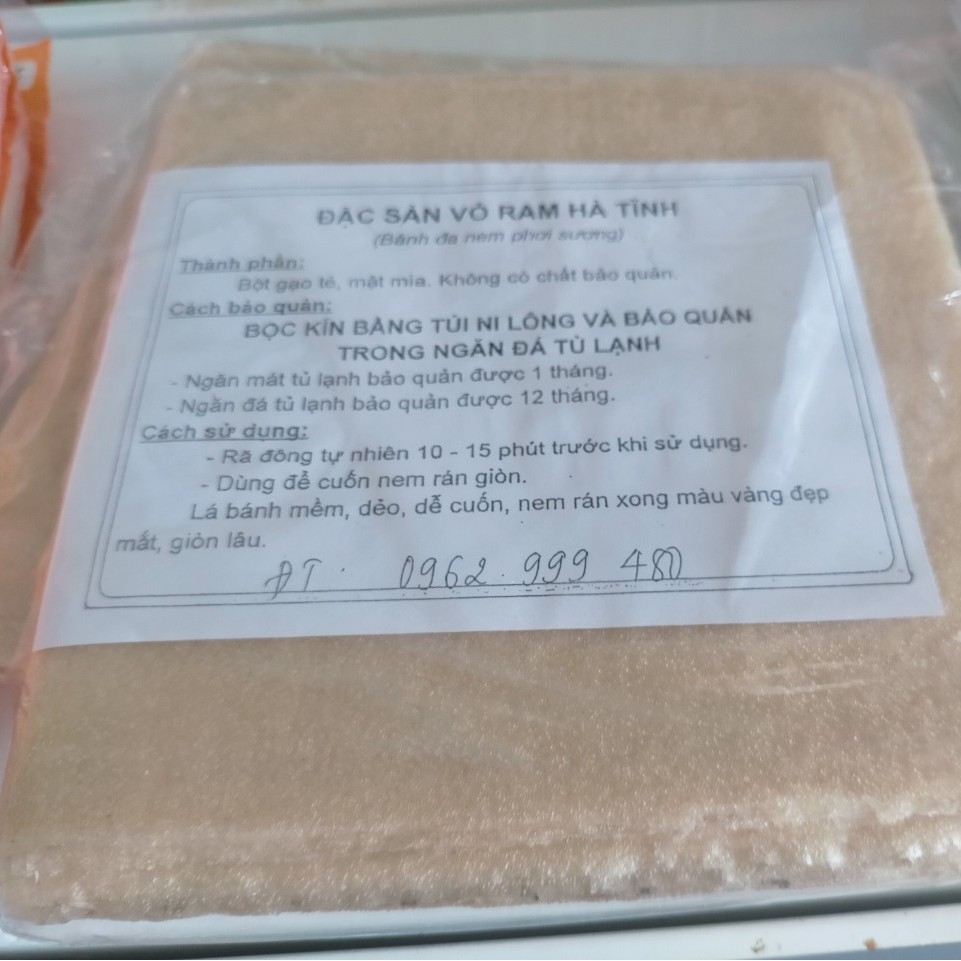 ĐẶC SẢN VỎ RAM HÀ TĨNH
(Bánh đa nem phơi sương)
Thành phần:
Bột gạo tẻ, mật mía. Không có chất bảo quản.
Cách bảo quản:
BỌC KÍN BẰNG TÚI NI LÔNG VÀ BẢO QUẢN
TRONG NGĂN ĐÁ TỦ LẠNH
- Ngăn mát tủ lạnh bảo quản được 1 tháng.
- Ngăn đá tủ lạnh bảo quản được 12 tháng.
Cách sử dụng:
- Rã đông tự nhiên 10 - 15 phút trước khi sử dụng.
- Dùng để cuốn nem rán giòn.
Lá bánh mềm, dẻo, dễ cuốn, nem rán xong màu vàng đẹp
mắt, giòn lâu.
ĐT. 0962.999 480